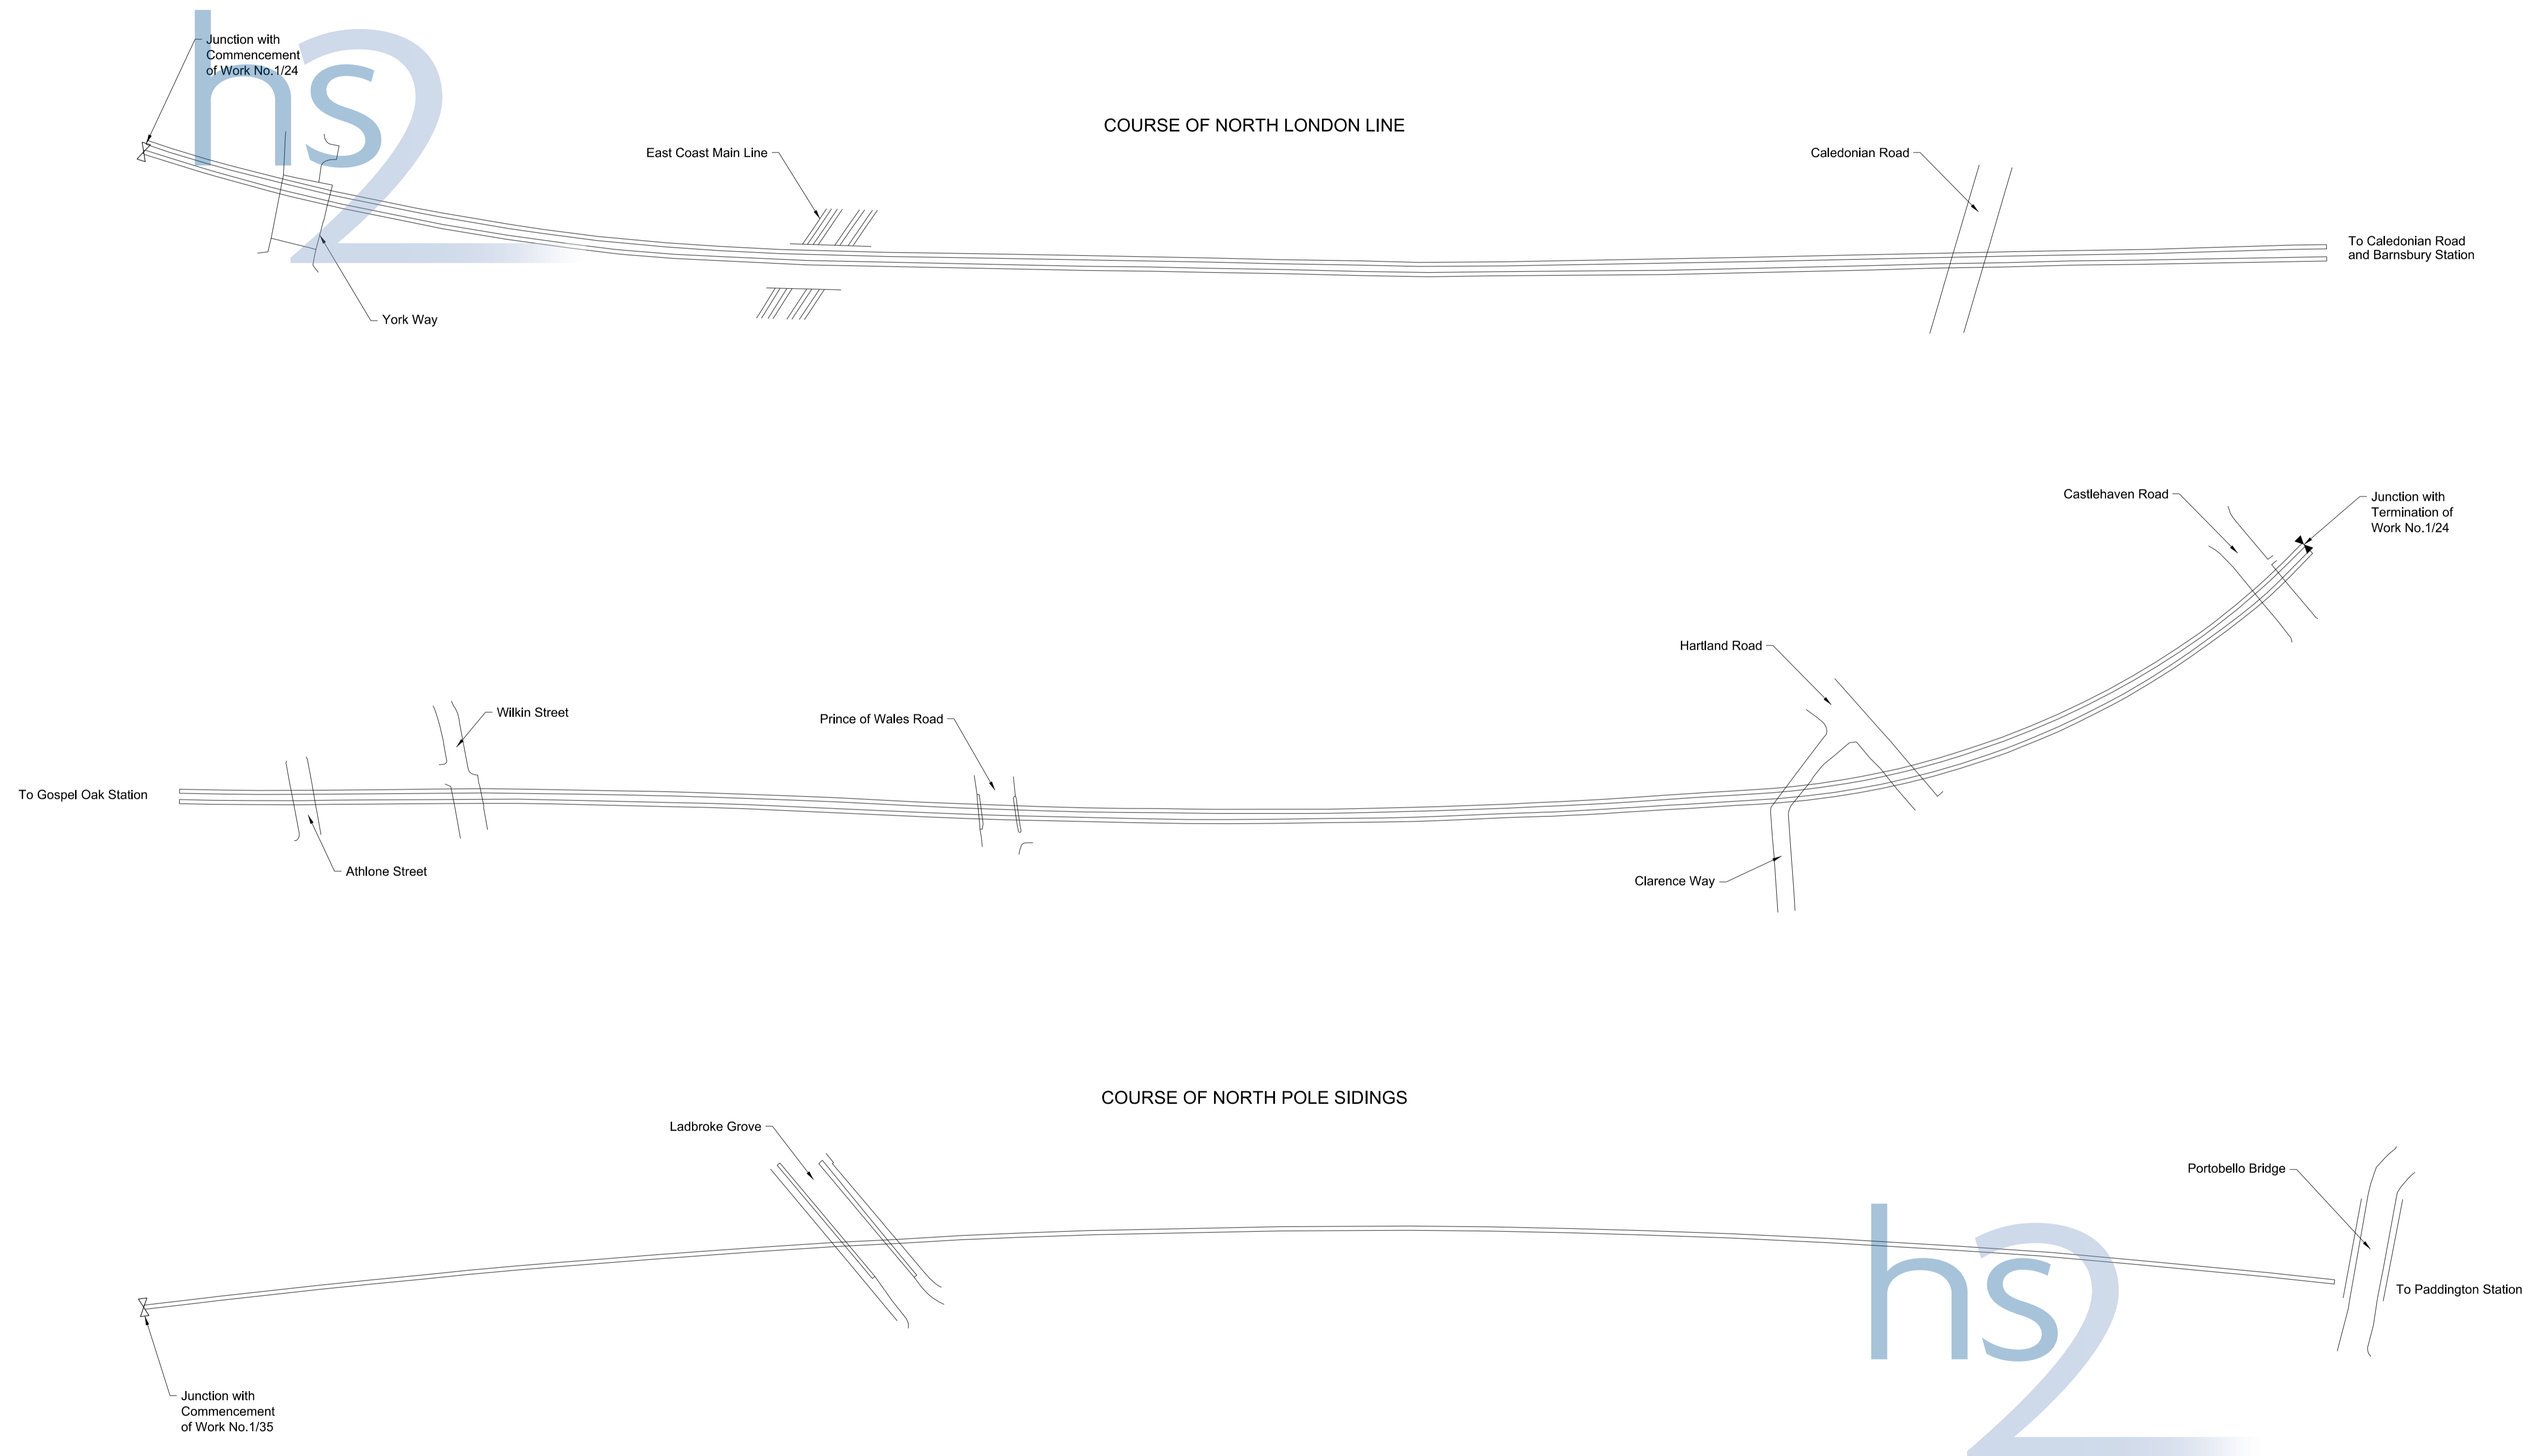 hs2
Junction with
Commencement
of Work No.1/24
COURSE OF NORTH LONDON LINE
East Coast Main Line
Caledonian Road
To Caledonian Road
and Barnsbury Station
York Way
Castlehaven Road
Junction with
Termination of
Work No.1/24
Hartland Road
Wilkin Street
Prince of Wales Road
To Gospel Oak Station
Athlone Street
Clarence Way
COURSE OF NORTH POLE SIDINGS
Ladbroke Grove
Portobello Bridge
hs2
To Paddington Station
Junction with
Commencement
of Work No.1/35